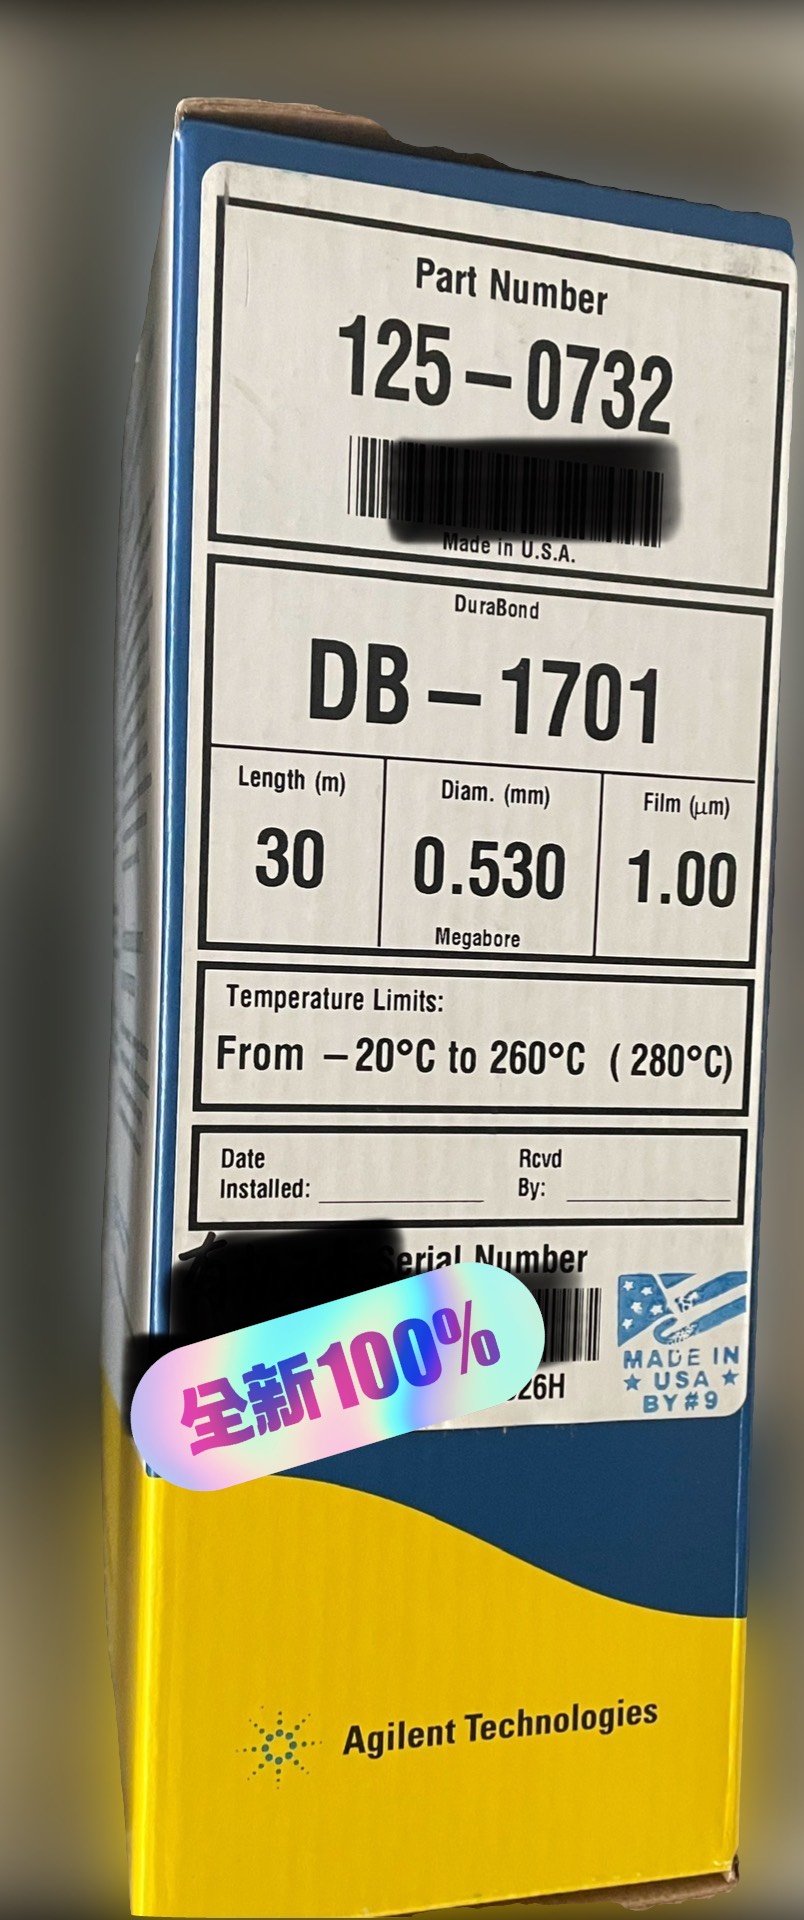 Part Number
125-0732
Made in U.S.A.
DuraBond
DB-1701
Length (m)
30
Diam. (mm)
0.530
Megabore
Film (μm)
1.00
Temperature Limits:
From -20°C to 260°C (280°C)
Date
Installed:
Rcvd
By:
Serial Number
26H
全新100%
MADE IN
★ USA ★
BY #9
Agilent Technologies